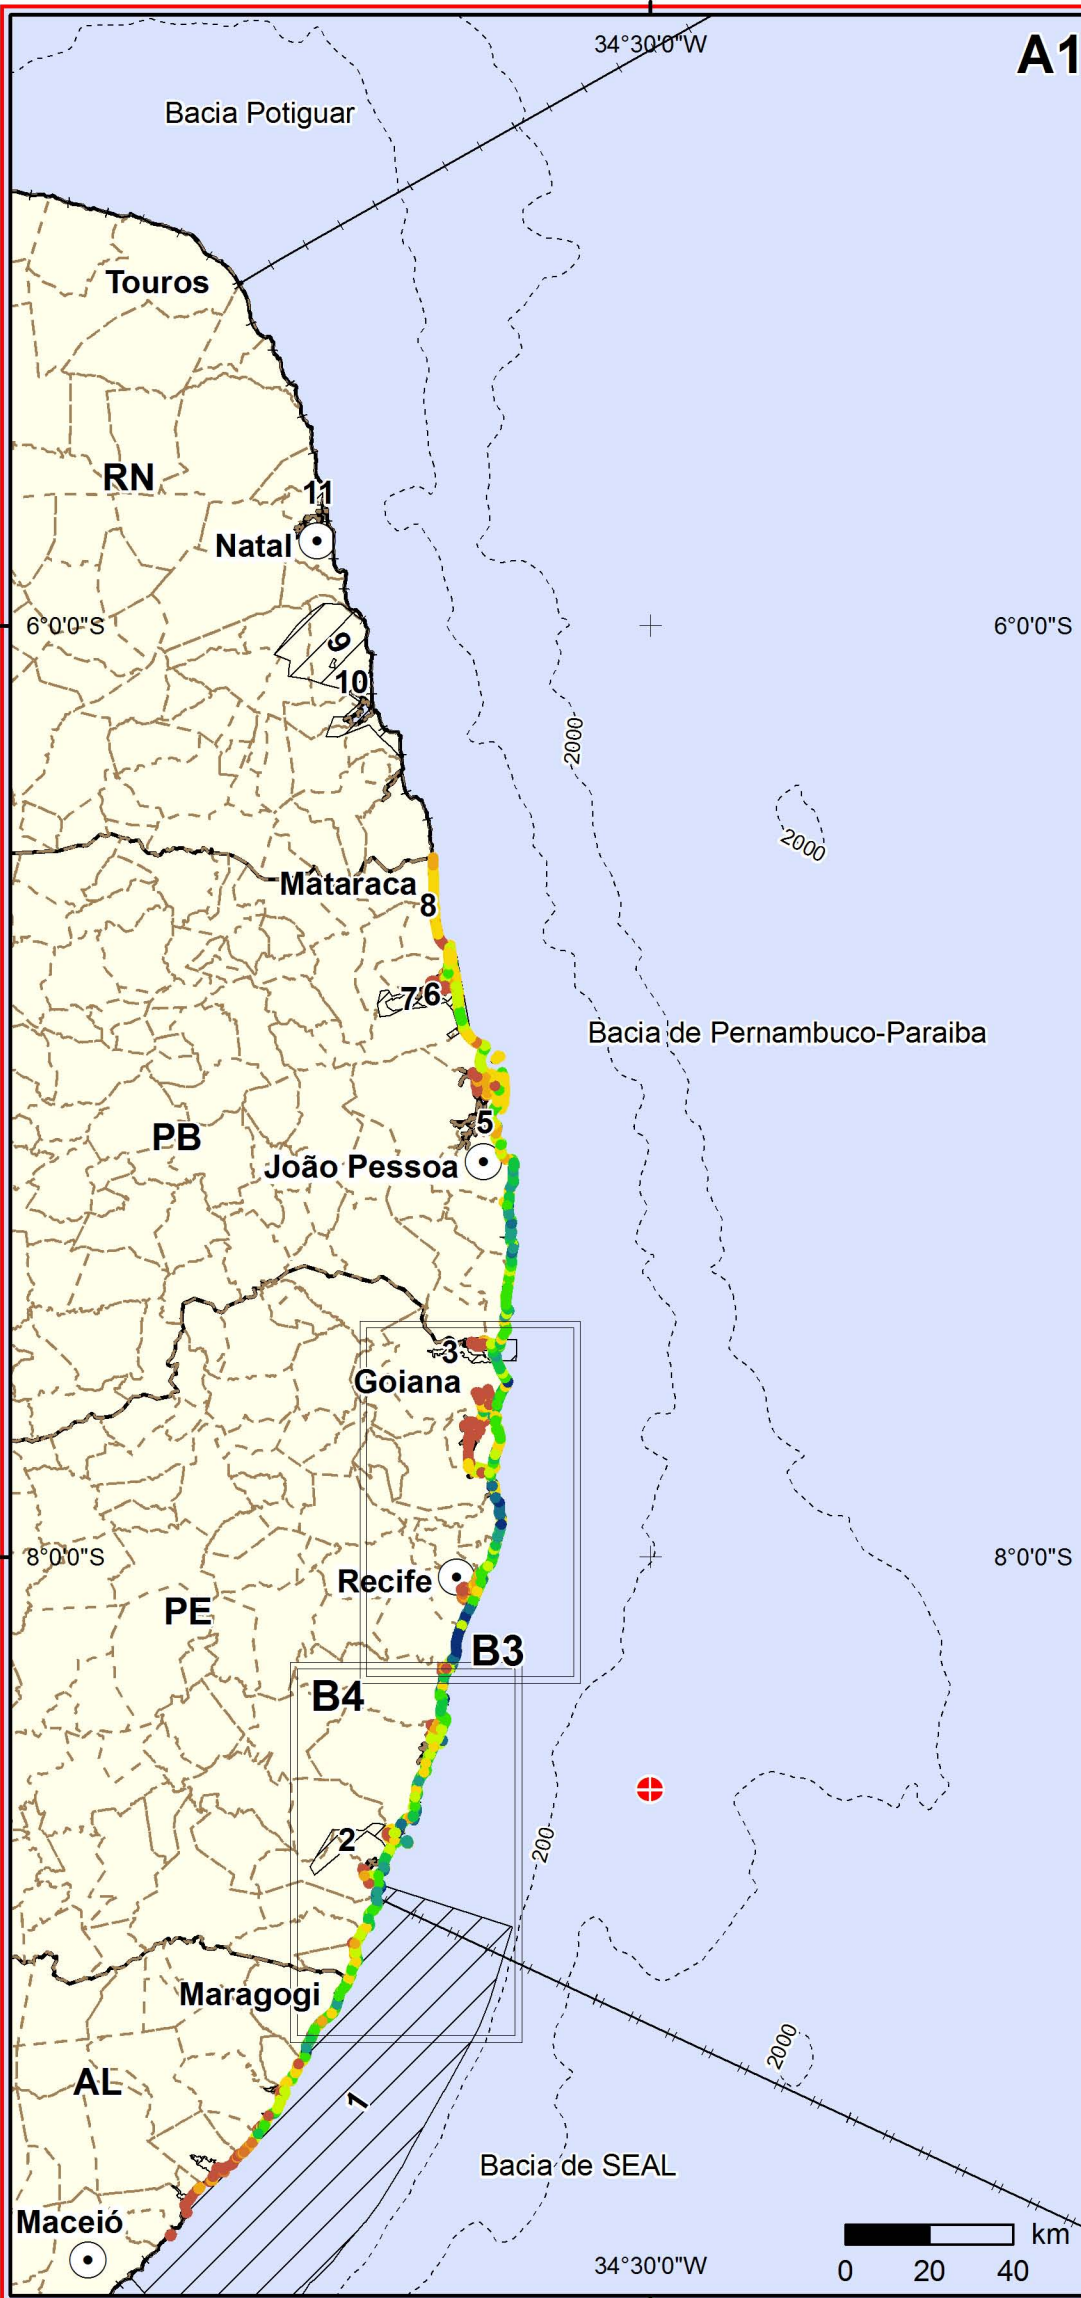 34°30'0"W
A1
Bacia Potiguar
Touros
RN
11
Natal
6°0'0"S
6°0'0"S
9
10
2000
2000
Mataraca
8
7
6
Bacia de Pernambuco-Paraiba
5
PB
João Pessoa
3
Goiana
8°0'0"S
8°0'0"S
Recife
PE
B3
B4
2
200
Maragogi
2000
AL
1
Bacia de SEAL
Maceió
km
34°30'0"W
0 20 40